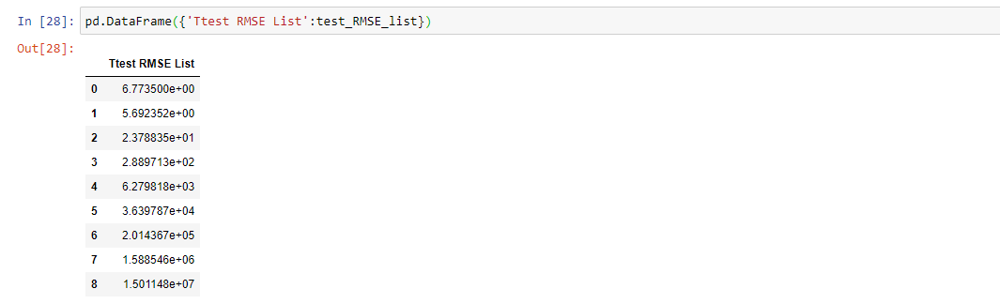 In [28]: pd.DataFrame({'Ttest RMSE List':test_RMSE_list})
Out[28]:
Ttest RMSE List
0 6.773500e+00
1 5.692352e+00
2 2.378835e+01
3 2.889713e+02
4 6.279818e+03
5 3.639787e+04
6 2.014367e+05
7 1.588546e+06
8 1.501148e+07